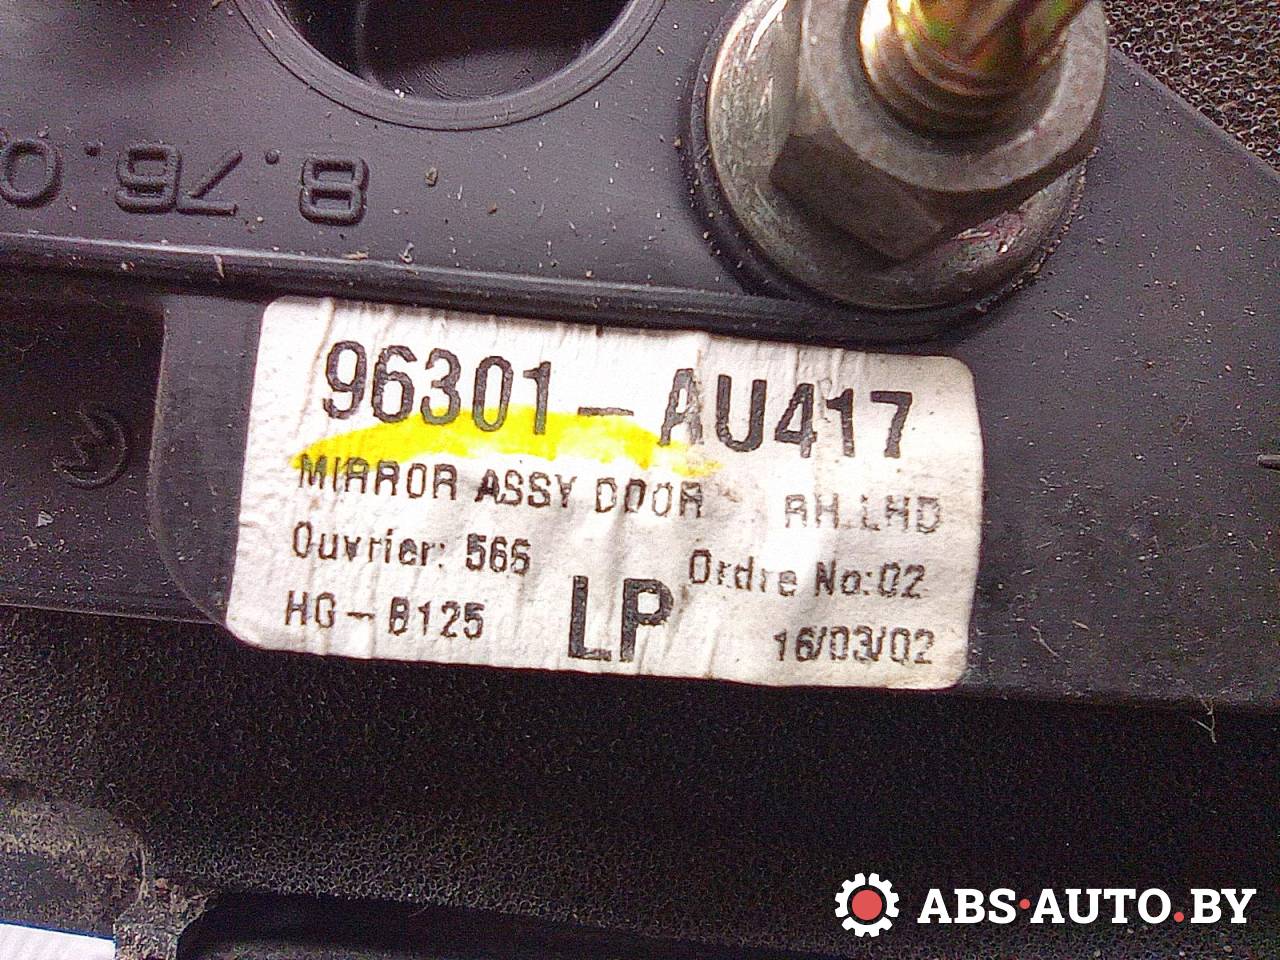 8.76.0
96301-AU417
MIRROR ASSY DOOR RH LHD
Ouvrier: 566 Ordre No:02
HG-B125 LP 16/03/02
ABS·AUTO.BY